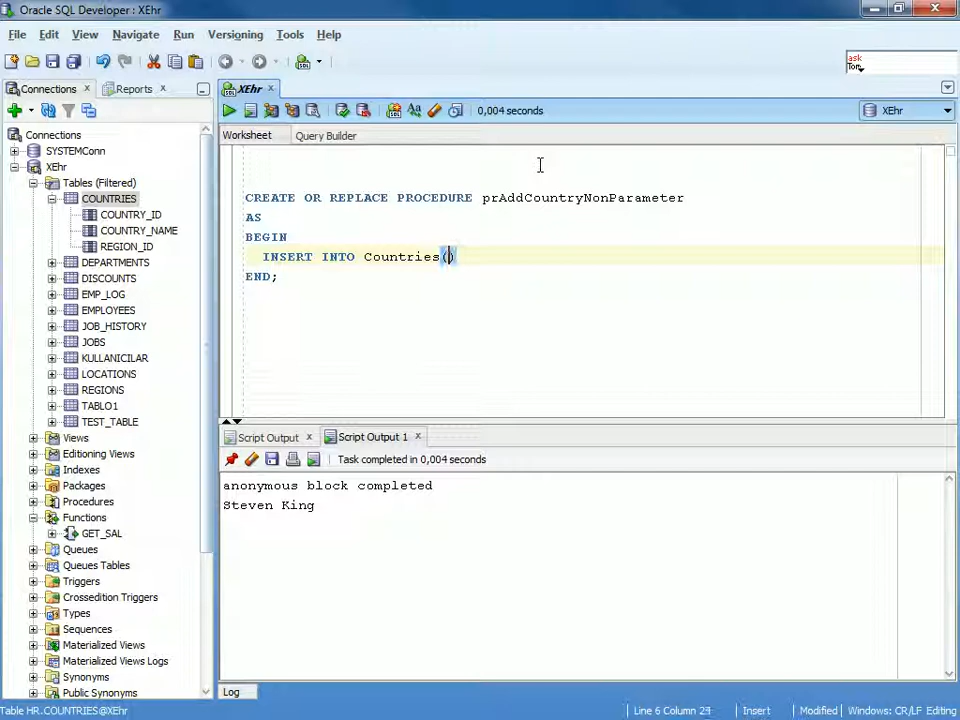 Oracle SQL Developer : XEhr
File Edit View Navigate Run Versioning Tools Help
ask
Tom
Connections Reports XEhr
0,004 seconds XEhr
Worksheet Query Builder
Connections
SYSTEMConn
XEhr
Tables (Filtered)
COUNTRIES
COUNTRY_ID
COUNTRY_NAME
REGION_ID
DEPARTMENTS
DISCOUNTS
EMP_LOG
EMPLOYEES
JOB_HISTORY
JOBS
KULLANICILAR
LOCATIONS
REGIONS
TABLO1
TEST_TABLE
Views
Editioning Views
Indexes
Packages
Procedures
Functions
GET_SAL
Queues
Queues Tables
Triggers
Crossedition Triggers
Types
Sequences
Materialized Views
Materialized Views Logs
Synonyms
Public Synonyms
CREATE OR REPLACE PROCEDURE prAddCountryNonParameter
AS
BEGIN
INSERT INTO Countries()
END;
Script Output Script Output 1
Task completed in 0,004 seconds
anonymous block completed
Steven King
Log
Table HR.COUNTRIES@XEhr
Line 6 Column 25 Insert Modified Windows: CR/LF Editing